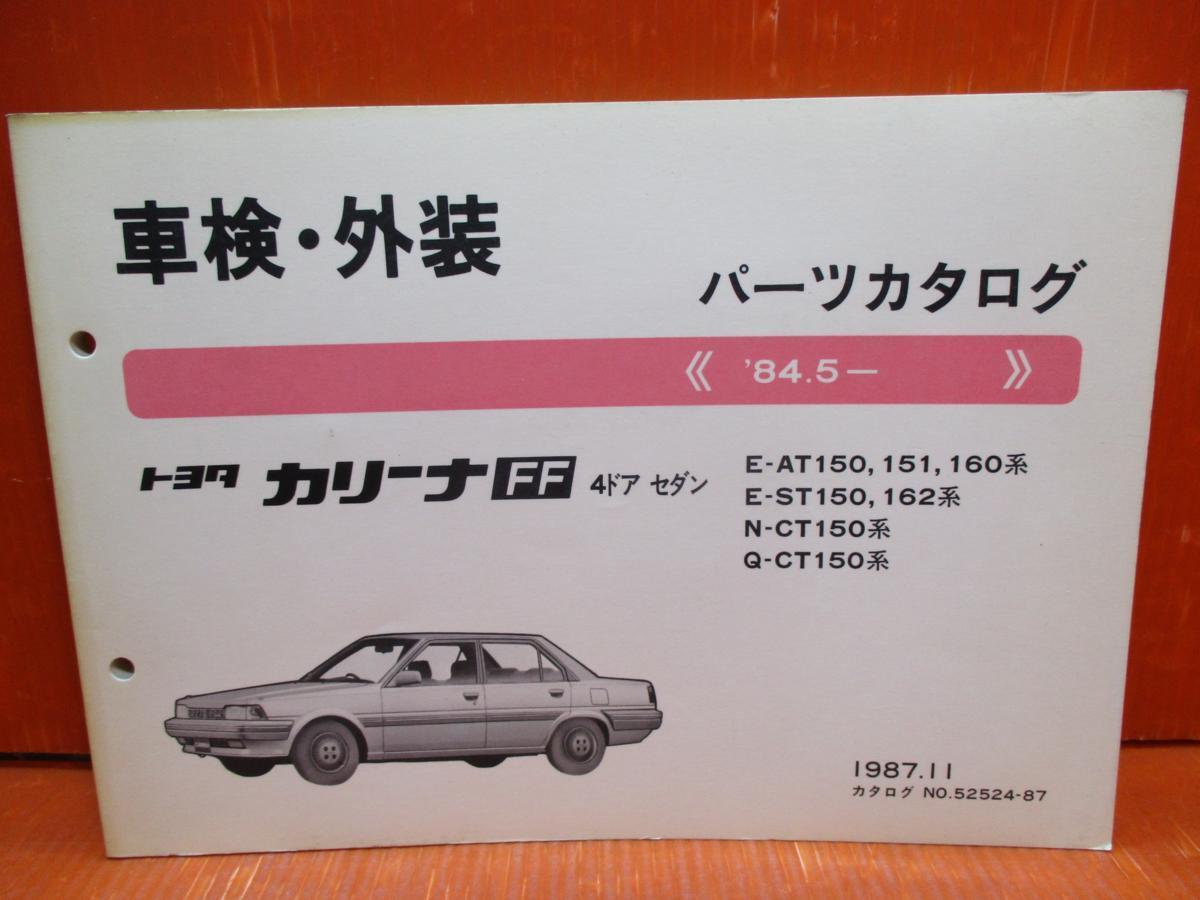 車検・外装
パーツカタログ
《 '84.5— 》
トヨタ カリーナ FF 4ドア セダン
E-AT150, 151, 160系
E-ST150, 162系
N-CT150系
Q-CT150系
1987.11
カタログ NO.52524-87